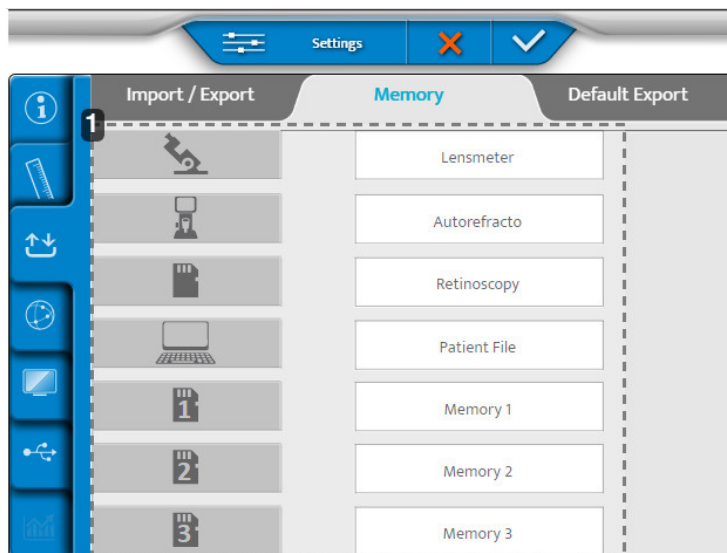 Settings
Import / Export Memory Default Export
1
Lensmeter
Autorefracto
Retinoscopy
Patient File
1 Memory 1
2 Memory 2
3 Memory 3